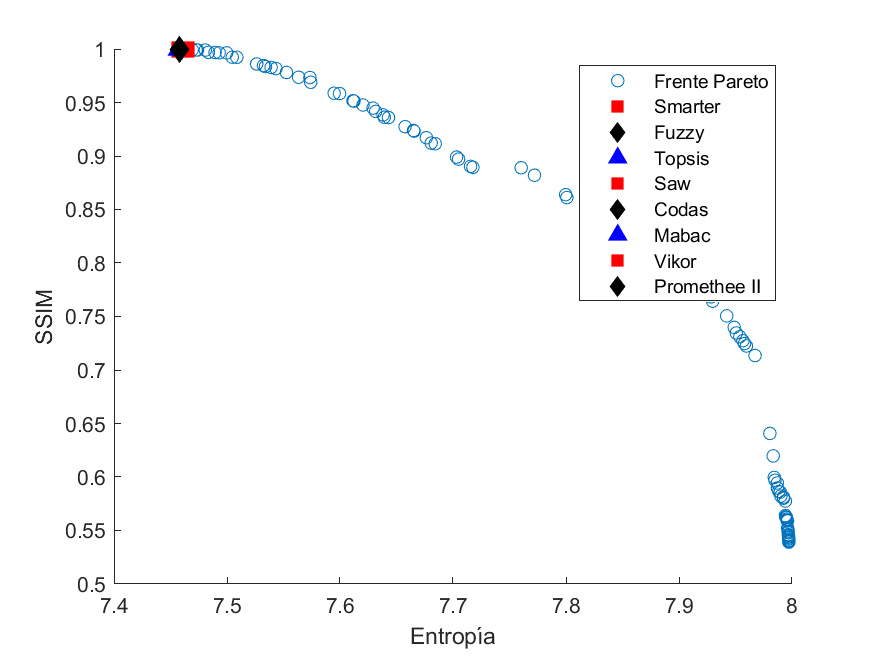 1
0.95
0.9
0.85
0.8
0.75
0.7
0.65
0.6
0.55
0.5
SSIM
7.4
7.5
7.6
7.7
7.8
7.9
8
Entropía
Frente Pareto
Smarter
Fuzzy
Topsis
Saw
Codas
Mabac
Vikor
Promethee II